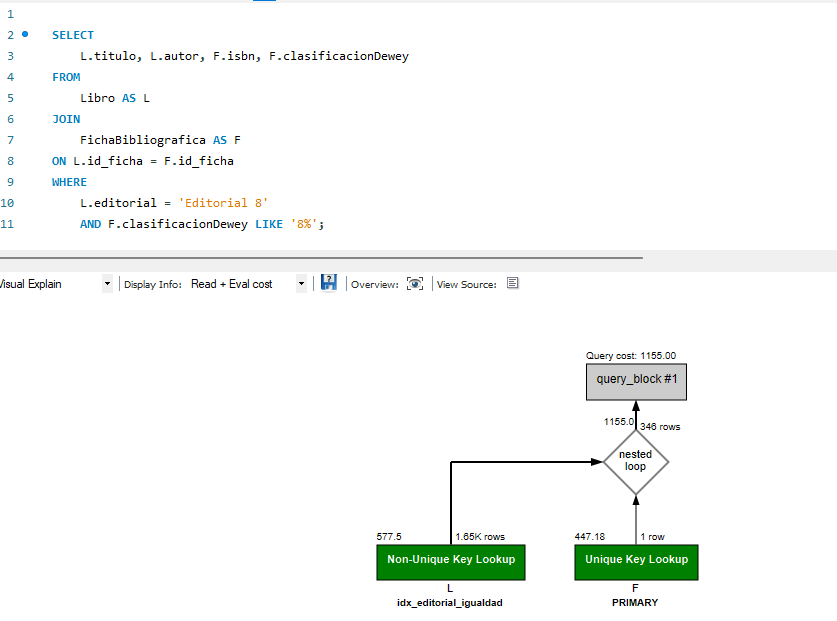 1
2 SELECT
3 L.titulo, L.autor, F.isbn, F.clasificacionDewey
4 FROM
5 Libro AS L
6 JOIN
7 FichaBibliografica AS F
8 ON L.id_ficha = F.id_ficha
9 WHERE
10 L.editorial = 'Editorial 8'
11 AND F.clasificacionDewey LIKE '8%';
Visual Explain Display Info: Read + Eval cost Overview: View Source:
Query cost: 1155.00
query_block #1
1155.0 346 rows
nested
loop
577.5 1.65K rows 447.18 1 row
Non-Unique Key Lookup Unique Key Lookup
L F
idx_editorial_igualdad PRIMARY